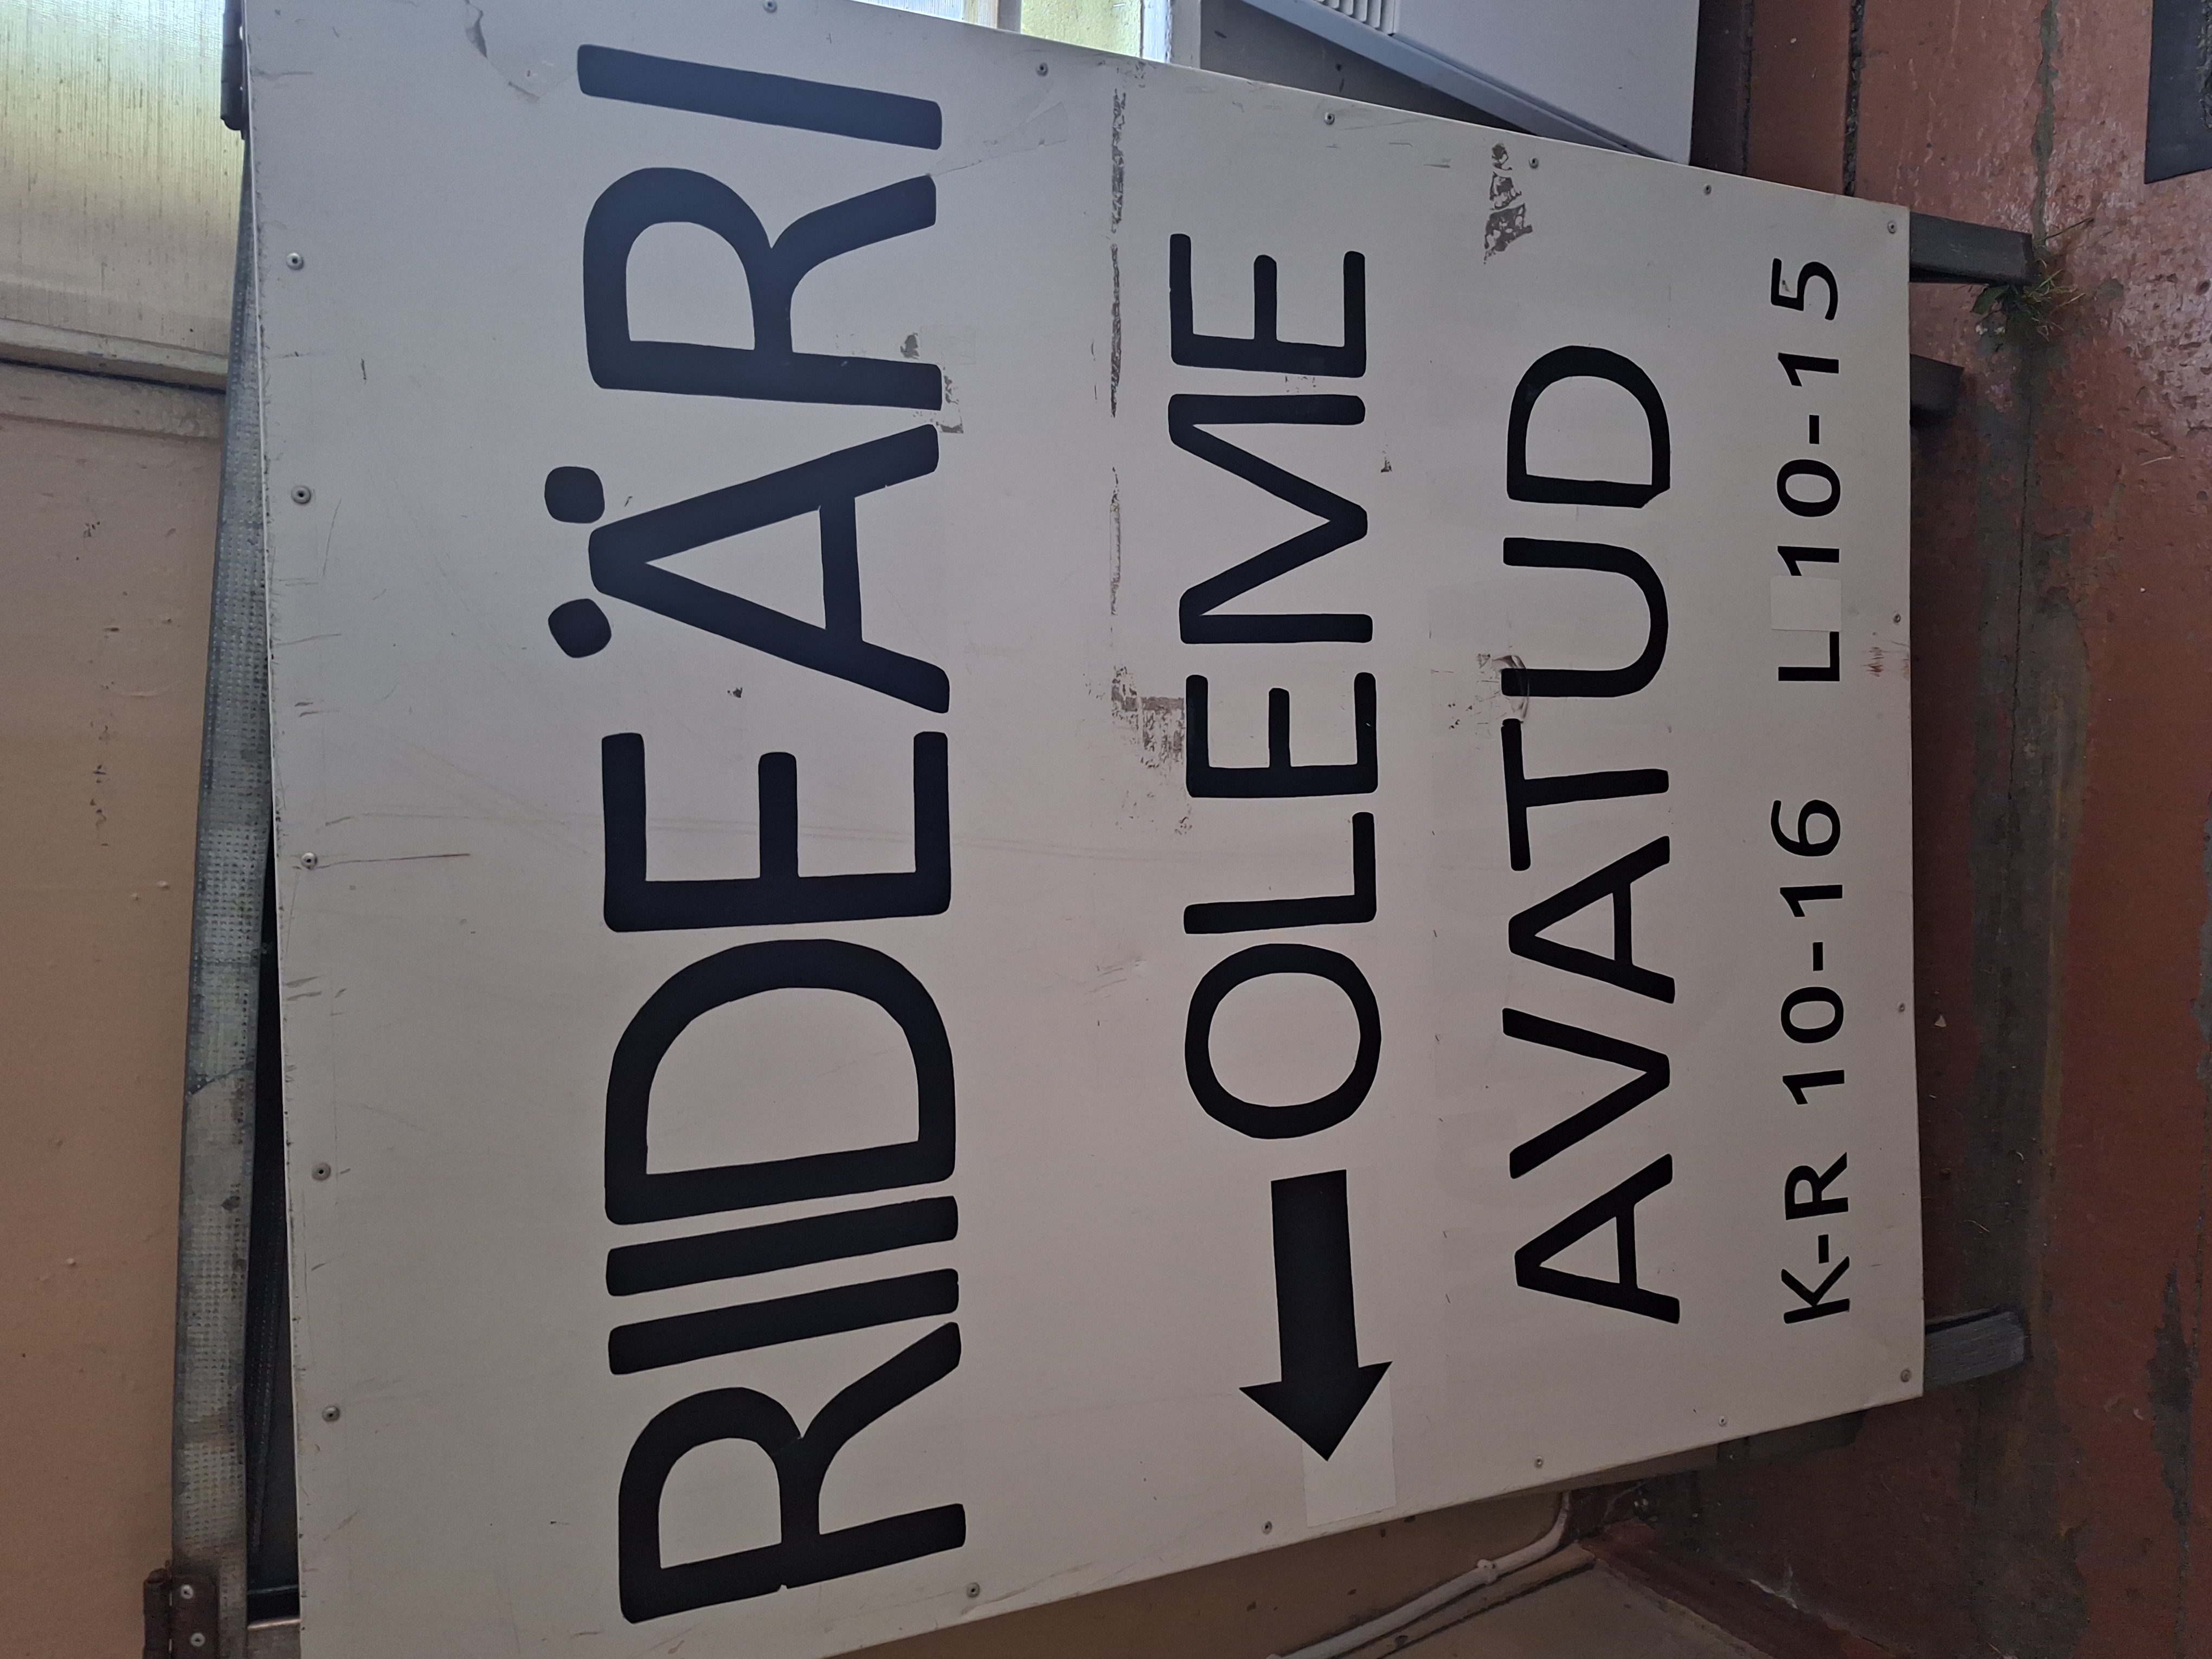 RIIDEÄRI
OLEME
AVATUD
K-R 10-16 L 10-15